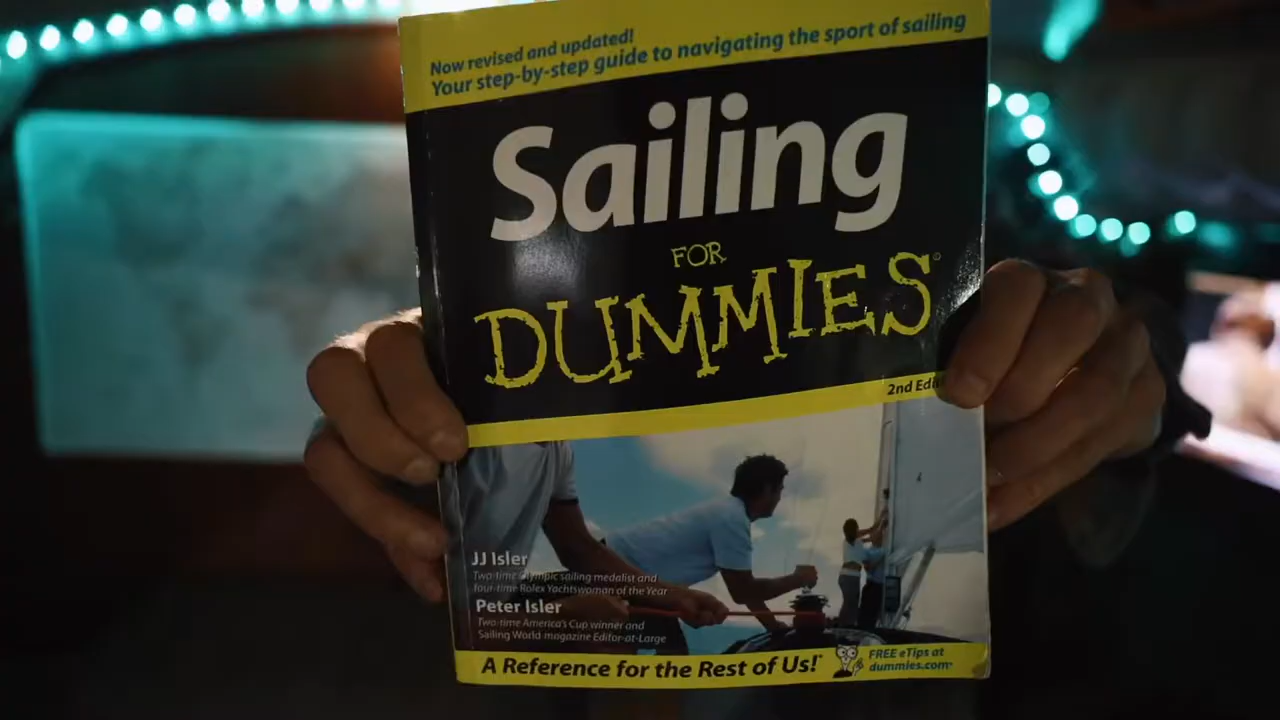 Now revised and updated!
Your step-by-step guide to navigating the sport of sailing
Sailing
FOR
DUMMIES®
2nd
JJ Isler
Two-time Olympic sailing medalist and
four-time Rolex Yachtswoman of the Year
Peter Isler
Two-time America's Cup winner and
Sailing World magazine Editor-at-Large
A Reference for the Rest of Us!®
FREE eTips at
dummies.com®